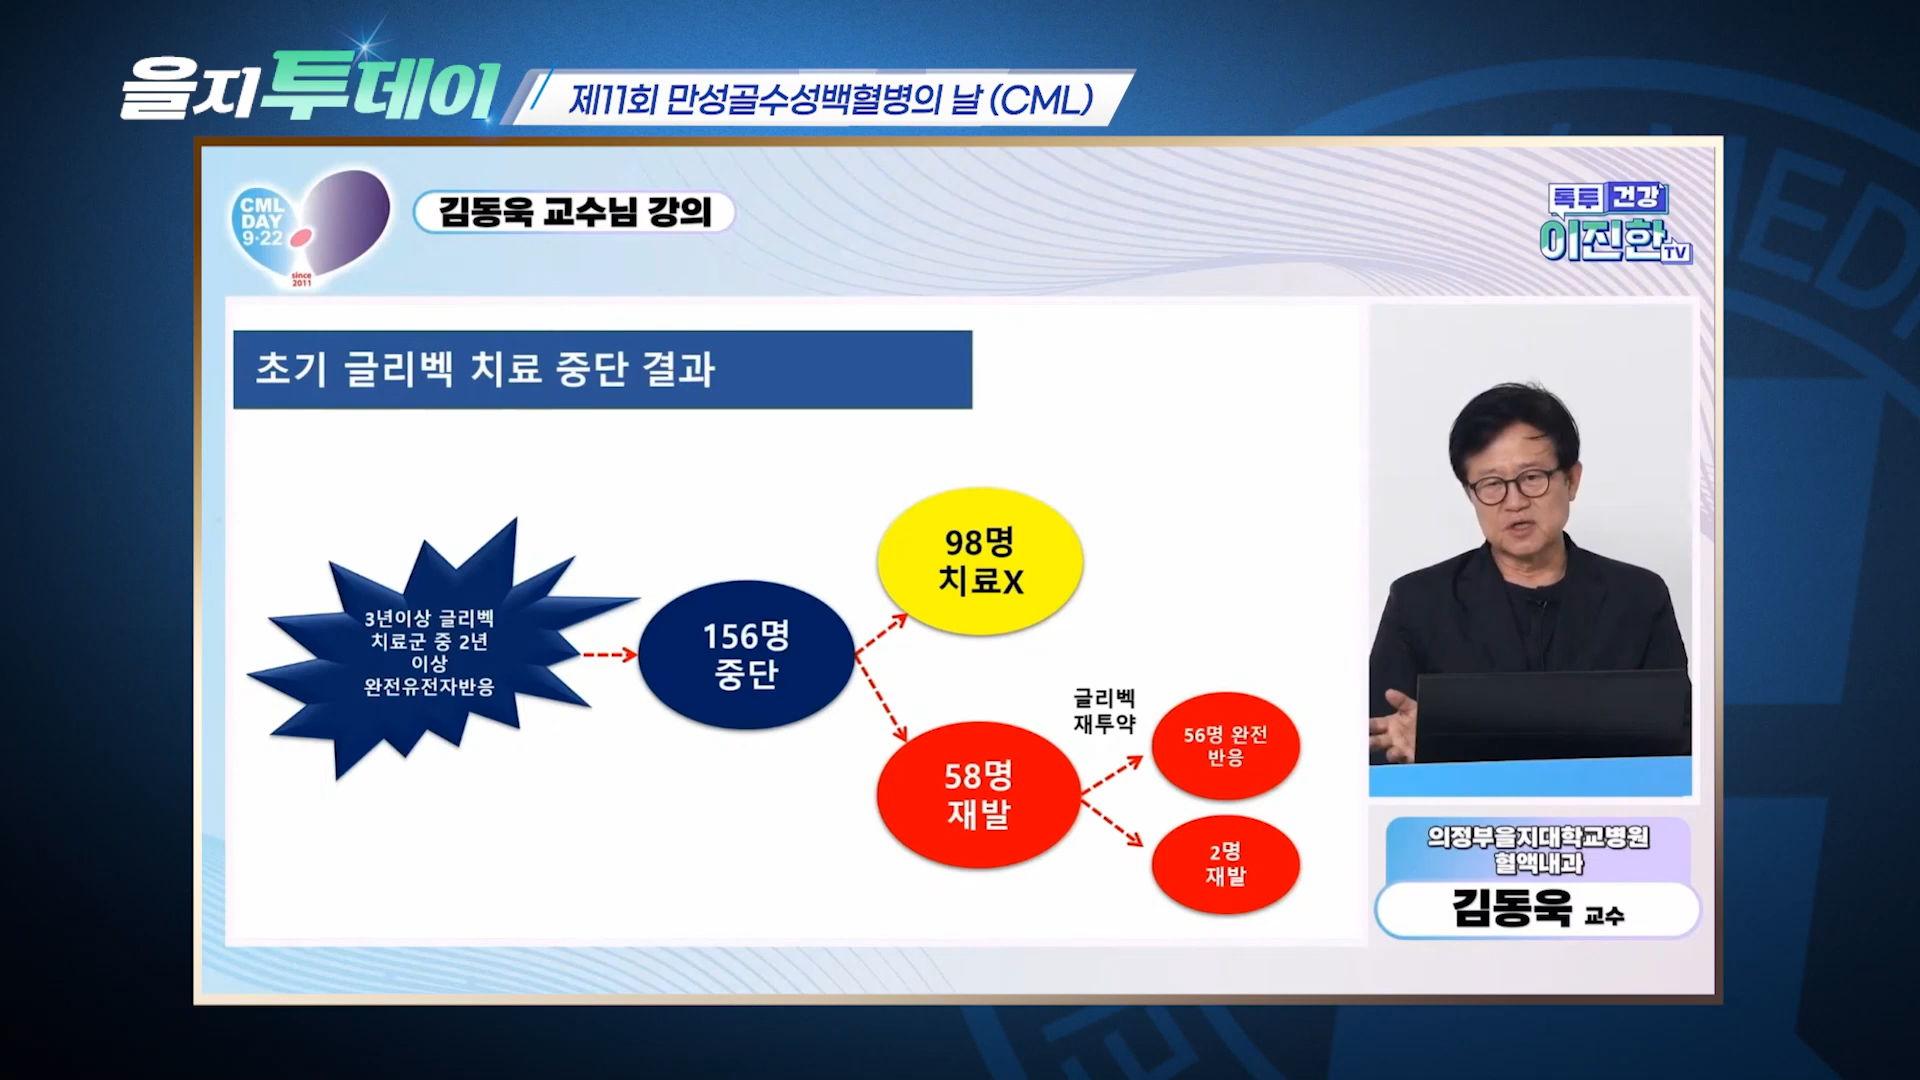 을지투데이
제11회 만성골수성백혈병의 날 (CML)
CML
DAY
9·22
since
2011
김동욱 교수님 강의
톡투건강
이진한TV
초기 글리벡 치료 중단 결과
3년이상 글리벡
치료군 중 2년
이상
완전유전자반응
156명
중단
98명
치료X
58명
재발
글리벡
재투약
56명 완전
반응
2명
재발
의정부을지대학교병원
혈액내과
김동욱 교수
MEDI